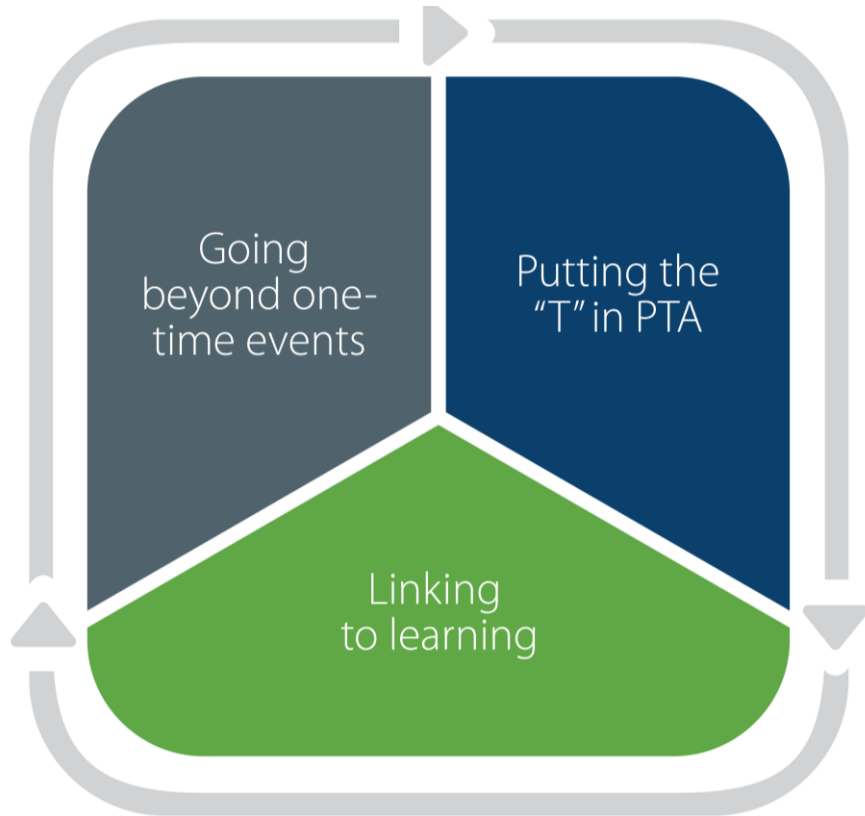 Going
beyond one-
time events
Putting the
“T” in PTA
Linking
to learning